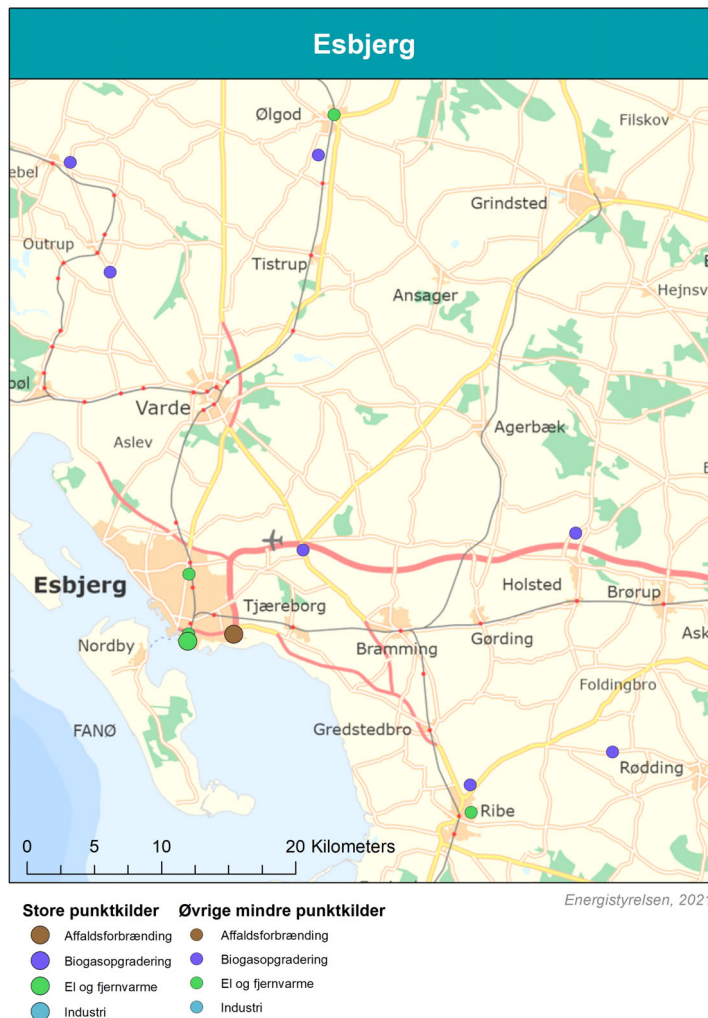 Esbjerg
Ølgod
Filskov
ebel
Grindsted
Outrup
Tistrup
Ansager
Hejnsv
bøl
Varde
Agerbæk
Aslev
Esbjerg
Holsted
Brørup
Tjæreborg
Nordby
Bramming
Gørding
Ask
Foldingbro
FANØ
Gredstedbro
Rødding
Ribe
0 5 10 20 Kilometers
Energistyrelsen, 2021
Store punktkilder Øvrige mindre punktkilder
Affaldsforbrænding Affaldsforbrænding
Biogasopgradering Biogasopgradering
El og fjernvarme El og fjernvarme
Industri Industri